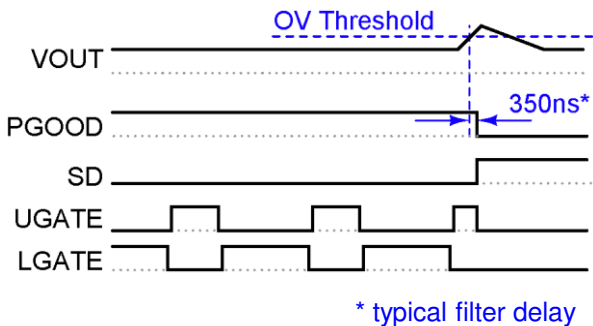 OV Threshold
VOUT
350ns*
PGOOD
SD
UGATE
LGATE
* typical filter delay